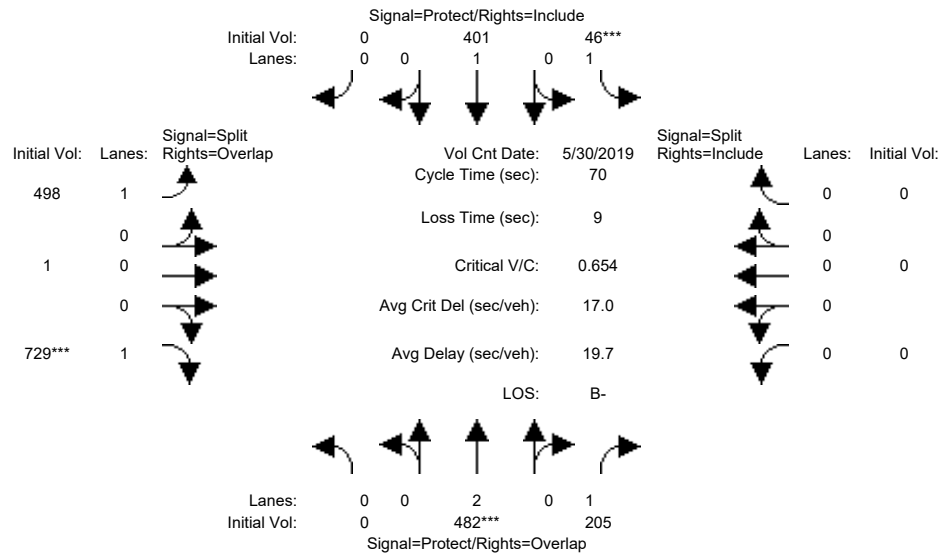 Signal=Protect/Rights=Include
Initial Vol: 0 401 46***
Lanes: 0 0 1 0 1
Signal=Split
Initial Vol: Lanes: Rights=Overlap
Vol Cnt Date: 5/30/2019
Signal=Split
Rights=Include Lanes: Initial Vol:
Cycle Time (sec): 70
498 1 0 0
Loss Time (sec): 9
0 0
1 0 Critical V/C: 0.654 0 0
0 Avg Crit Del (sec/veh): 17.0 0
729*** 1 Avg Delay (sec/veh): 19.7 0 0
LOS: B-
Lanes: 0 0 2 0 1
Initial Vol: 0 482*** 205
Signal=Protect/Rights=Overlap